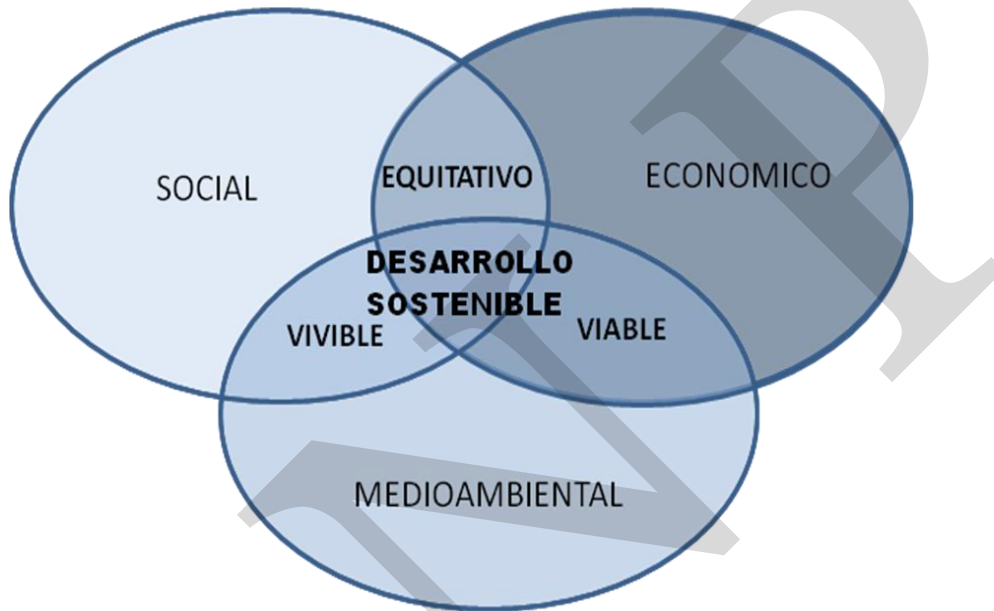 SOCIAL
EQUITATIVO
ECONOMICO
DESARROLLO
SOSTENIBLE
VIVIBLE
VIABLE
MEDIOAMBIENTAL